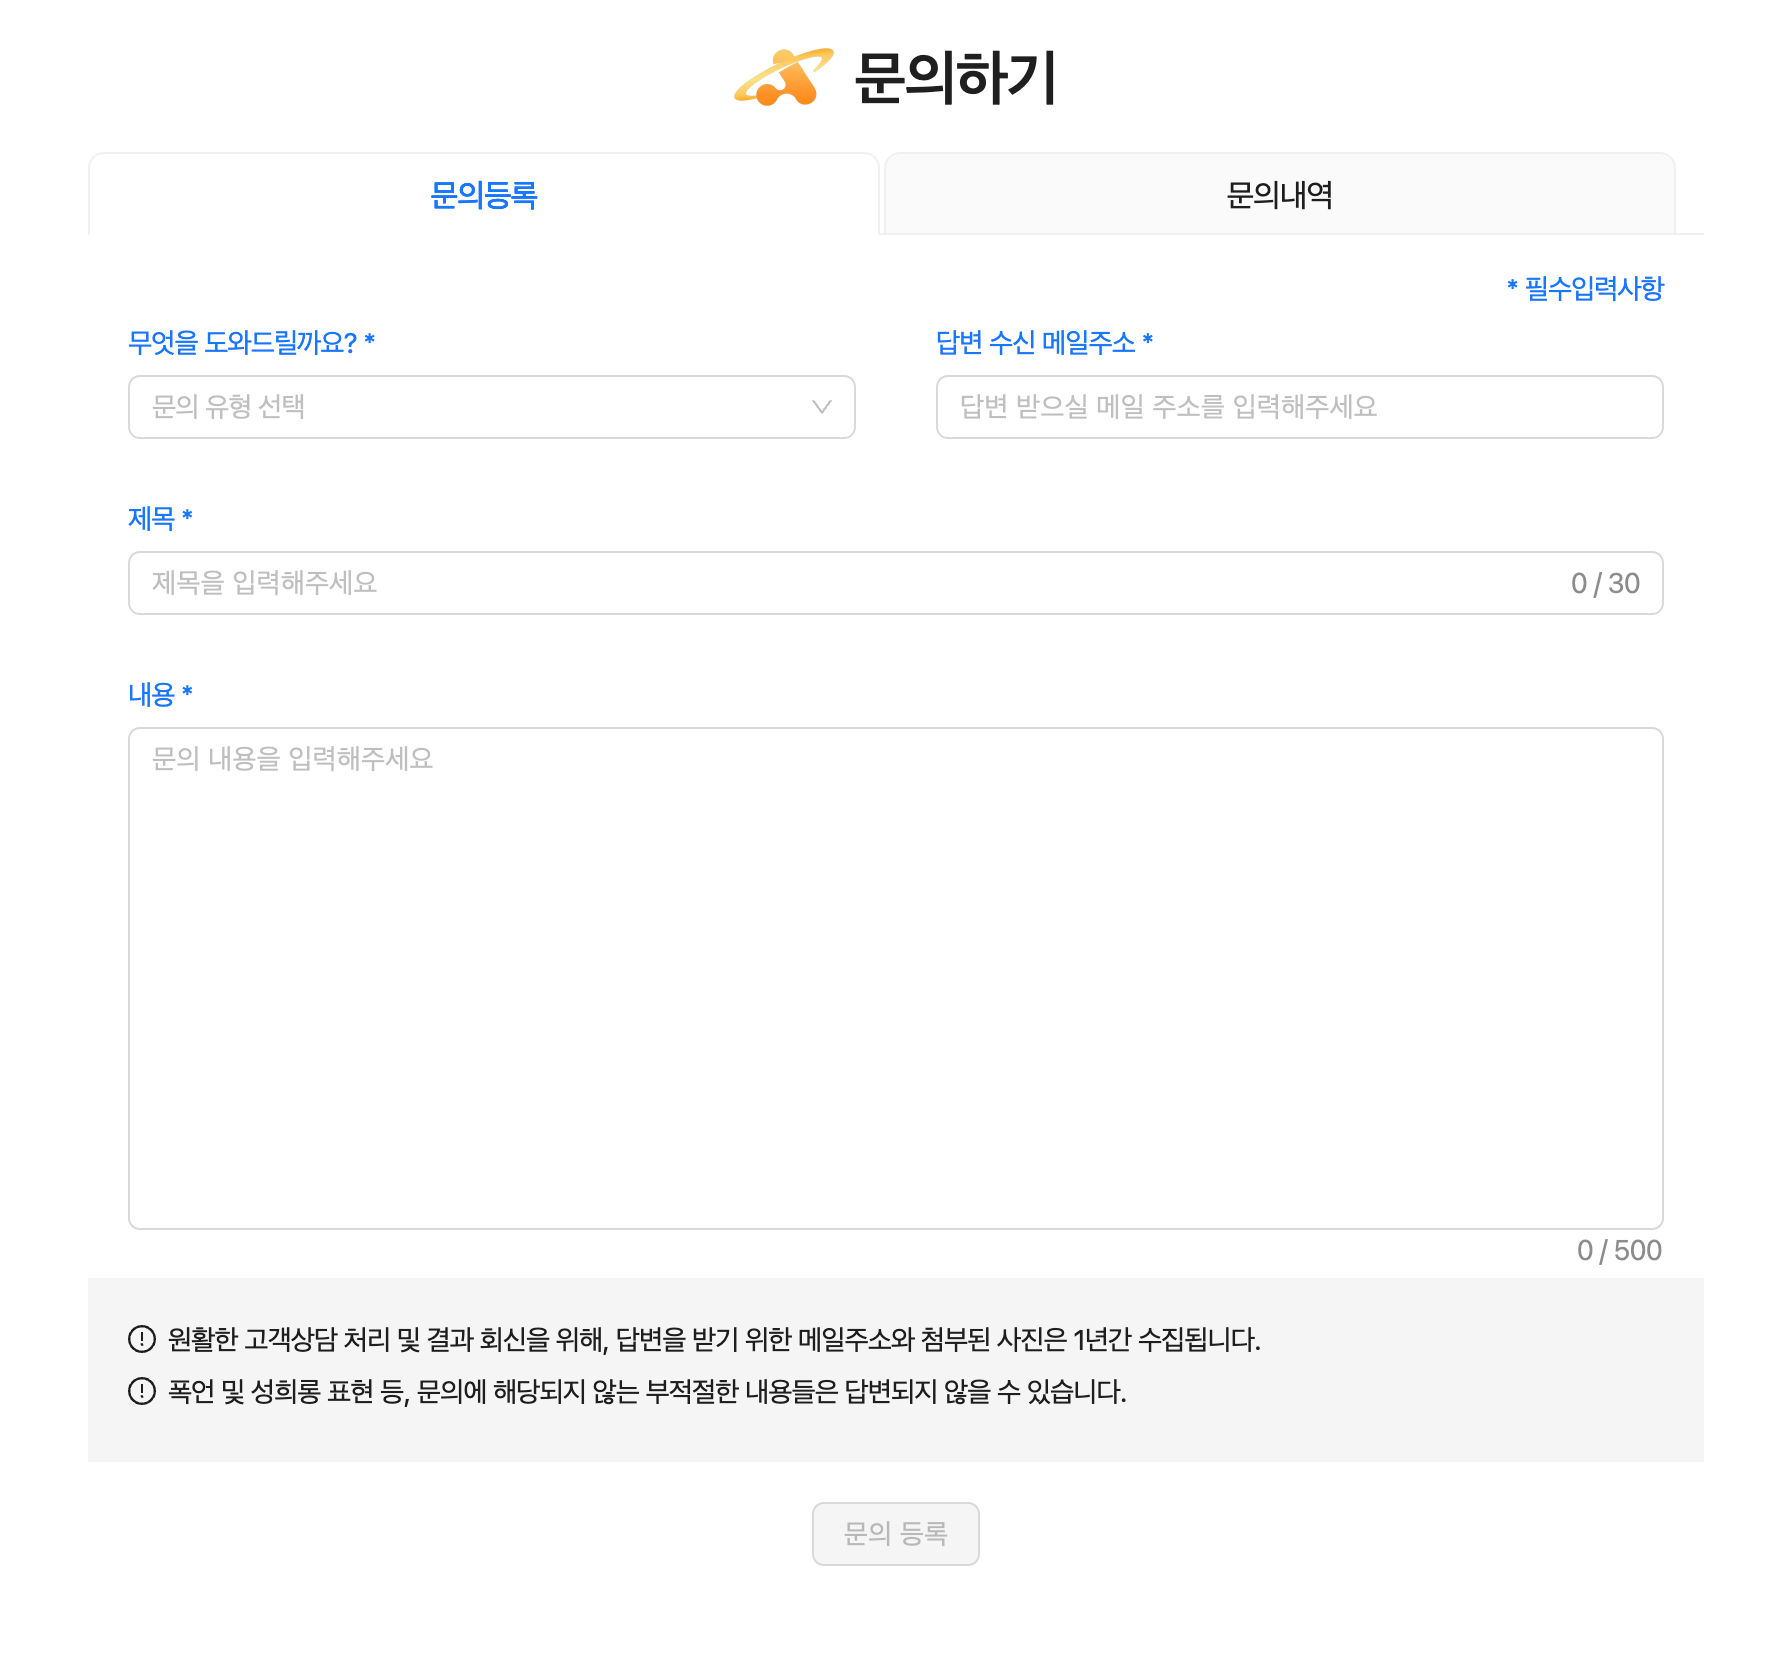 문의하기
문의등록
문의내역
* 필수입력사항
무엇을 도와드릴까요? *
답변 수신 메일주소 *
문의 유형 선택
답변 받으실 메일 주소를 입력해주세요
제목 *
제목을 입력해주세요
0 / 30
내용 *
문의 내용을 입력해주세요
0 / 500
원활한 고객상담 처리 및 결과 회신을 위해, 답변을 받기 위한 메일주소와 첨부된 사진은 1년간 수집됩니다.
폭언 및 성희롱 표현 등, 문의에 해당되지 않는 부적절한 내용들은 답변되지 않을 수 있습니다.
문의 등록